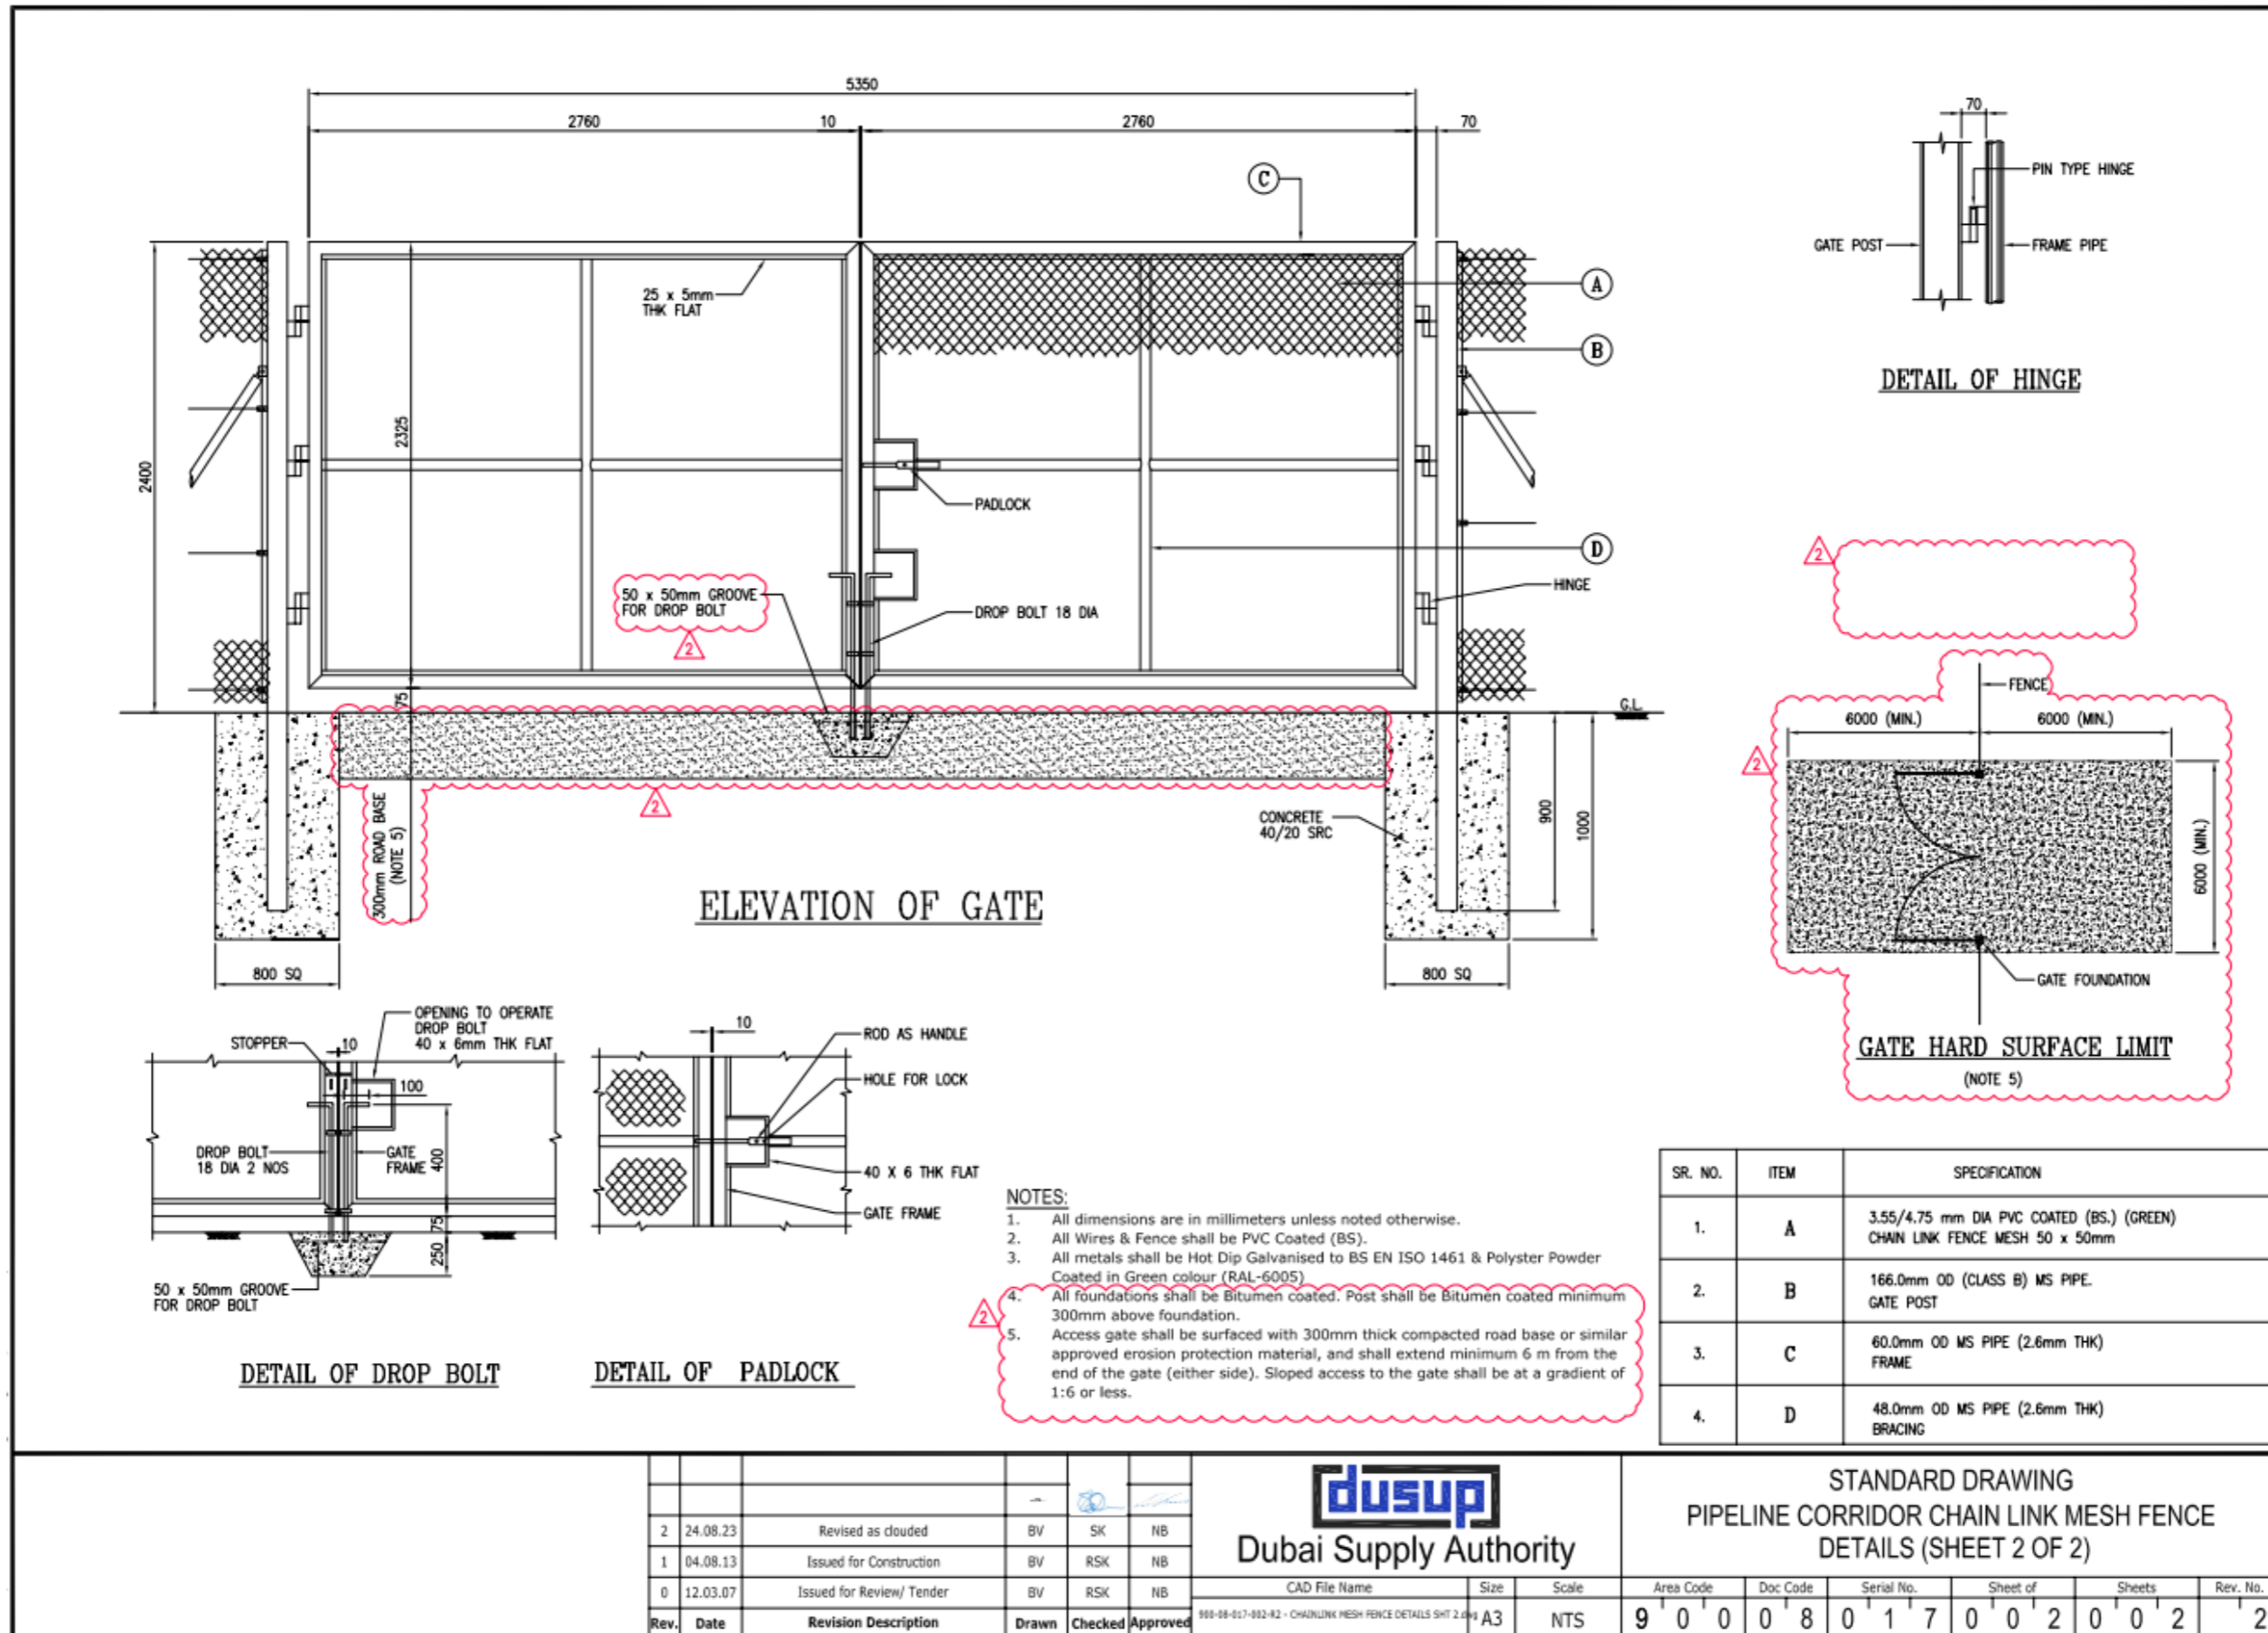 5350
2760
10
2760
70
C
A
B
D
25 x 5mm
THK FLAT
2400
2325
75
PADLOCK
HINGE
50 x 50mm GROOVE
FOR DROP BOLT
2
DROP BOLT 18 DIA
G.L.
300mm ROAD BASE
(NOTE 5)
2
CONCRETE
40/20 SRC
900
1000
800 SQ
800 SQ
ELEVATION OF GATE
70
PIN TYPE HINGE
GATE POST
FRAME PIPE
DETAIL OF HINGE
2
FENCE
6000 (MIN.)
6000 (MIN.)
2
6000 (MIN.)
GATE FOUNDATION
GATE HARD SURFACE LIMIT
(NOTE 5)
OPENING TO OPERATE
DROP BOLT
40 x 6mm THK FLAT
STOPPER
10
100
DROP BOLT
18 DIA 2 NOS
GATE
FRAME
400
75
250
50 x 50mm GROOVE
FOR DROP BOLT
DETAIL OF DROP BOLT
10
ROD AS HANDLE
HOLE FOR LOCK
40 X 6 THK FLAT
GATE FRAME
DETAIL OF PADLOCK
NOTES:
1. All dimensions are in millimeters unless noted otherwise.
2. All Wires & Fence shall be PVC Coated (BS).
3. All metals shall be Hot Dip Galvanised to BS EN ISO 1461 & Polyster Powder
Coated in Green colour (RAL-6005)
2
4. All foundations shall be Bitumen coated. Post shall be Bitumen coated minimum
300mm above foundation.
5. Access gate shall be surfaced with 300mm thick compacted road base or similar
approved erosion protection material, and shall extend minimum 6 m from the
end of the gate (either side). Sloped access to the gate shall be at a gradient of
1:6 or less.
SR. NO. ITEM SPECIFICATION
1. A 3.55/4.75 mm DIA PVC COATED (BS.) (GREEN)
CHAIN LINK FENCE MESH 50 x 50mm
2. B 166.0mm OD (CLASS B) MS PIPE.
GATE POST
3. C 60.0mm OD MS PIPE (2.6mm THK)
FRAME
4. D 48.0mm OD MS PIPE (2.6mm THK)
BRACING
2 24.08.23 Revised as clouded BV SK NB
1 04.08.13 Issued for Construction BV RSK NB
0 12.03.07 Issued for Review/ Tender BV RSK NB
Rev. Date Revision Description Drawn Checked Approved
dusup
Dubai Supply Authority
CAD File Name Size Scale
900-08-017-002-R2 - CHAINLINK MESH FENCE DETAILS SHT 2.dwg A3 NTS
STANDARD DRAWING
PIPELINE CORRIDOR CHAIN LINK MESH FENCE
DETAILS (SHEET 2 OF 2)
Area Code Doc Code Serial No. Sheet of Sheets Rev. No.
9 0 0 0 8 0 1 7 0 0 2 0 0 2 2